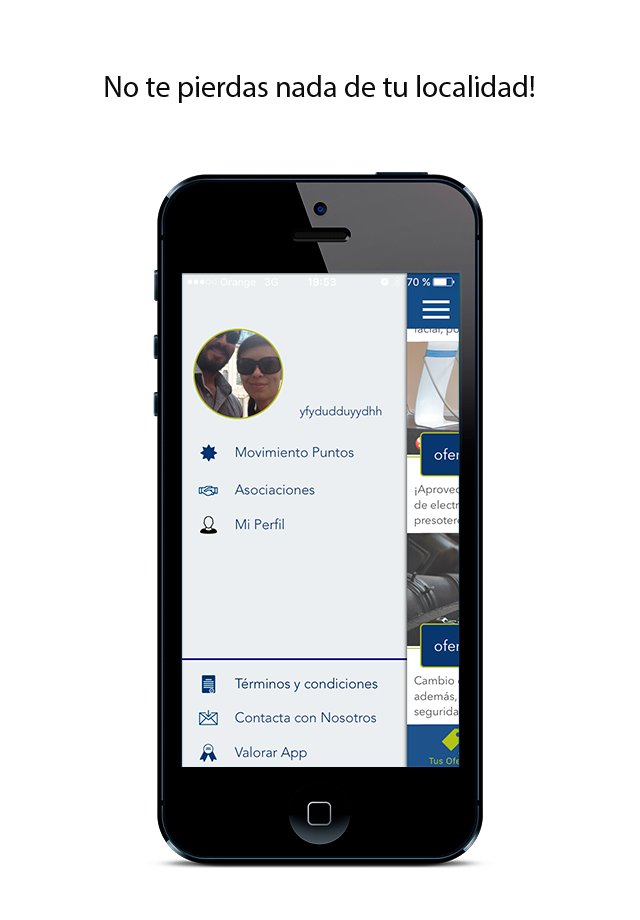 No te pierdas nada de tu localidad!
Orange 3G 19:53 70 %
yfydudduyydhh
Movimiento Puntos
Asociaciones
Mi Perfil
Términos y condiciones
Contacta con Nosotros
Valorar App
facial, po
ofer
¡Aprovec
de electr
presoter
ofer
Cambio
además,
segurida
Tus Ofe